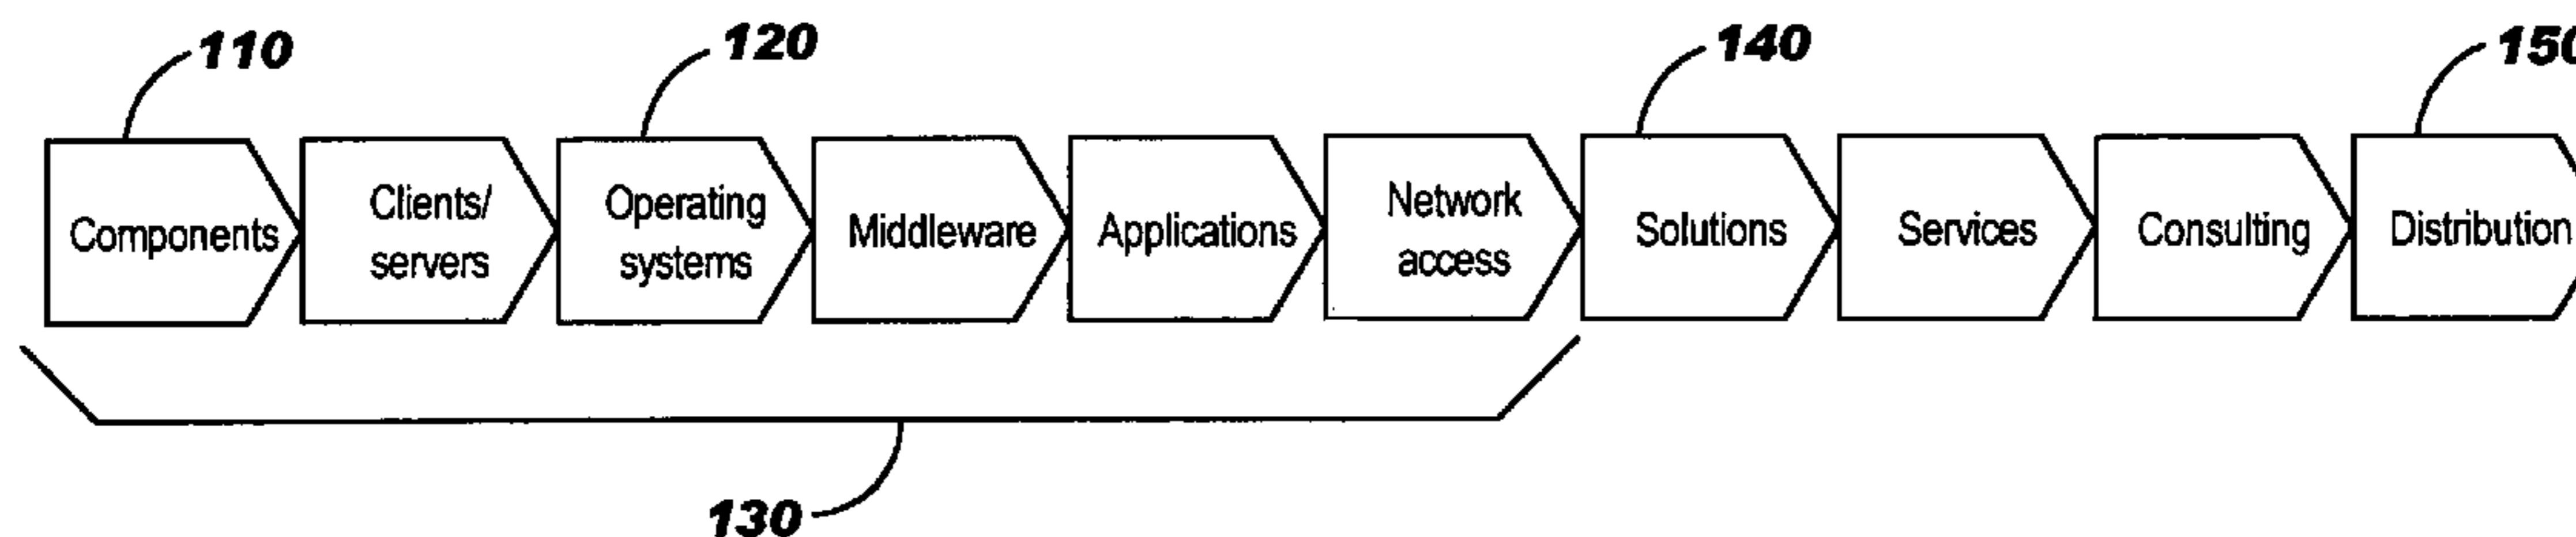 110
120
140
150
Components
Clients/
servers
Operating
systems
Middleware
Applications
Network
access
Solutions
Services
Consulting
Distribution
130